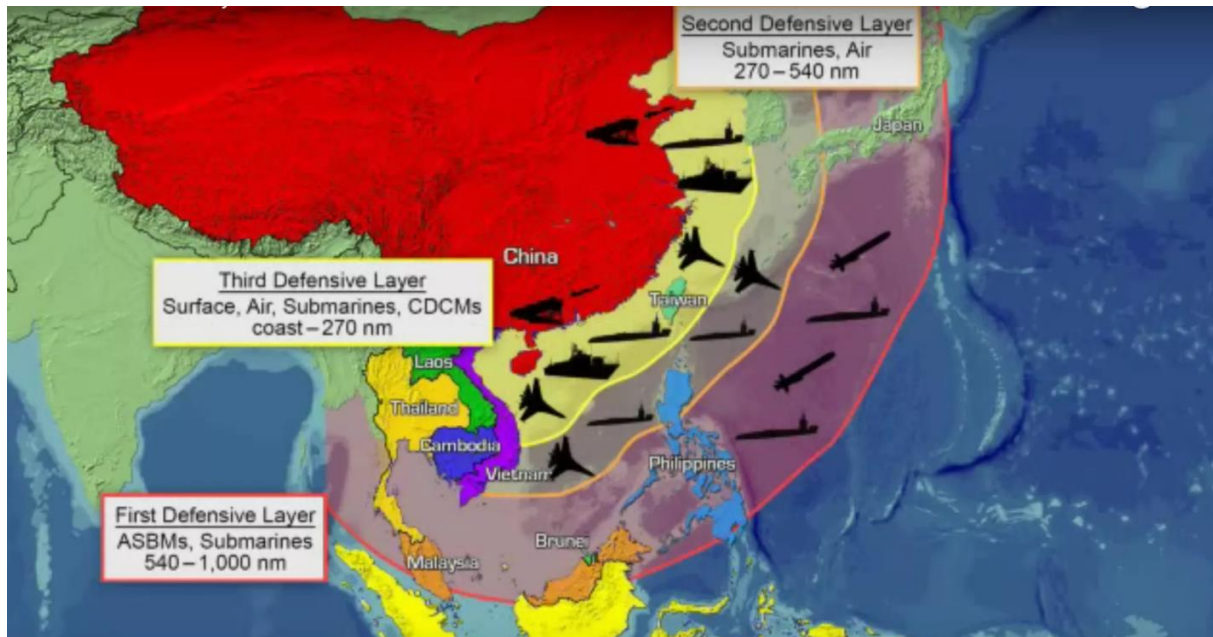 Second Defensive Layer
Submarines, Air
270 – 540 nm
Japan
China
Third Defensive Layer
Surface, Air, Submarines, CDCMs
coast – 270 nm
Taiwan
Laos
Thailand
Cambodia
Vietnam
Philippines
First Defensive Layer
ASBMs, Submarines
540 – 1,000 nm
Brunei
Malaysia